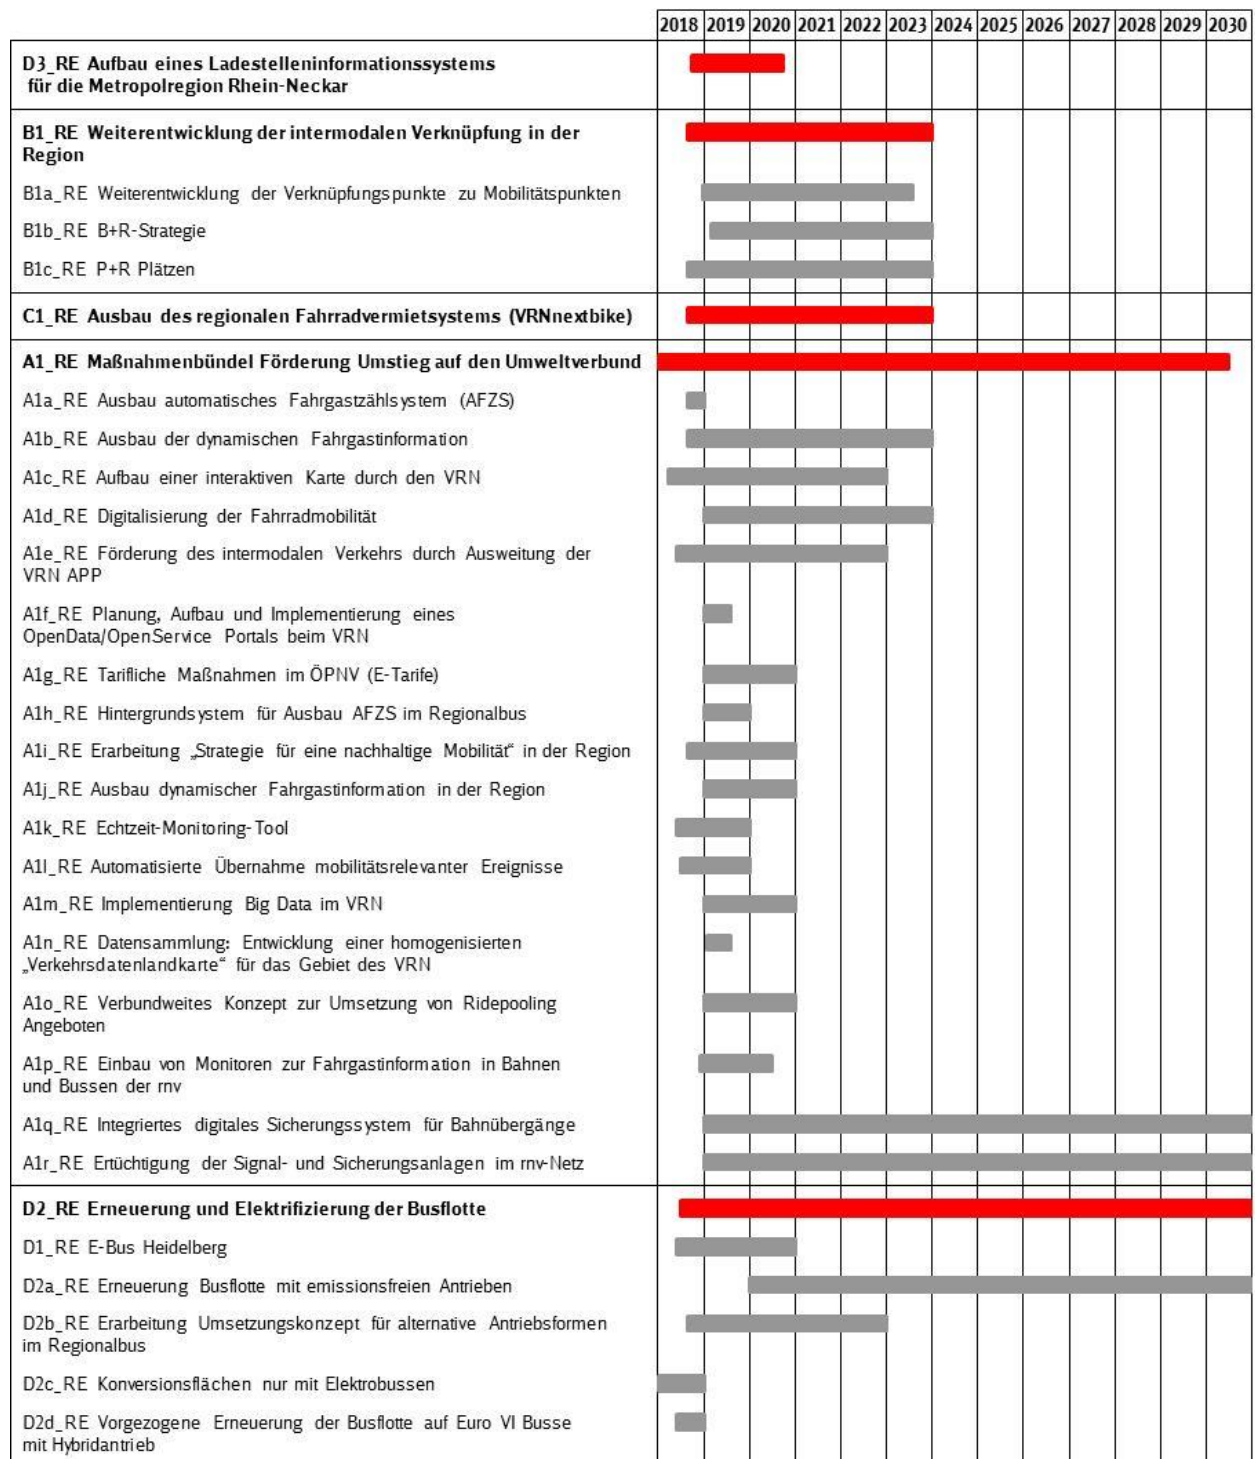 2018 2019 2020 2021 2022 2023 2024 2025 2026 2027 2028 2029 2030
D3_RE Aufbau eines Ladestelleninformationssystems
für die Metropolregion Rhein-Neckar
B1_RE Weiterentwicklung der intermodalen Verknüpfung in der
Region
B1a_RE Weiterentwicklung der Verknüpfungspunkte zu Mobilitätspunkten
B1b_RE B+R-Strategie
B1c_RE P+R Plätzen
C1_RE Ausbau des regionalen Fahrradvermietsystems (VRNnextbike)
A1_RE Maßnahmenbündel Förderung Umstieg auf den Umweltverbund
A1a_RE Ausbau automatisches Fahrgastzählsystem (AFZS)
A1b_RE Ausbau der dynamischen Fahrgastinformation
A1c_RE Aufbau einer interaktiven Karte durch den VRN
A1d_RE Digitalisierung der Fahrradmobilität
A1e_RE Förderung des intermodalen Verkehrs durch Ausweitung der
VRN APP
A1f_RE Planung, Aufbau und Implementierung eines
OpenData/OpenService Portals beim VRN
A1g_RE Tarifliche Maßnahmen im ÖPNV (E-Tarife)
A1h_RE Hintergrundsystem für Ausbau AFZS im Regionalbus
A1i_RE Erarbeitung „Strategie für eine nachhaltige Mobilität“ in der Region
A1j_RE Ausbau dynamischer Fahrgastinformation in der Region
A1k_RE Echtzeit-Monitoring-Tool
A1l_RE Automatisierte Übernahme mobilitätsrelevanter Ereignisse
A1m_RE Implementierung Big Data im VRN
A1n_RE Datensammlung: Entwicklung einer homogenisierten
„Verkehrsdatenlandkarte“ für das Gebiet des VRN
A1o_RE Verbundweites Konzept zur Umsetzung von Ridepooling
Angeboten
A1p_RE Einbau von Monitoren zur Fahrgastinformation in Bahnen
und Bussen der rnv
A1q_RE Integriertes digitales Sicherungssystem für Bahnübergänge
A1r_RE Ertüchtigung der Signal- und Sicherungsanlagen im rnv-Netz
D2_RE Erneuerung und Elektrifizierung der Busflotte
D1_RE E-Bus Heidelberg
D2a_RE Erneuerung Busflotte mit emissionsfreien Antrieben
D2b_RE Erarbeitung Umsetzungskonzept für alternative Antriebsformen
im Regionalbus
D2c_RE Konversionsflächen nur mit Elektrobussen
D2d_RE Vorgezogene Erneuerung der Busflotte auf Euro VI Busse
mit Hybridantrieb